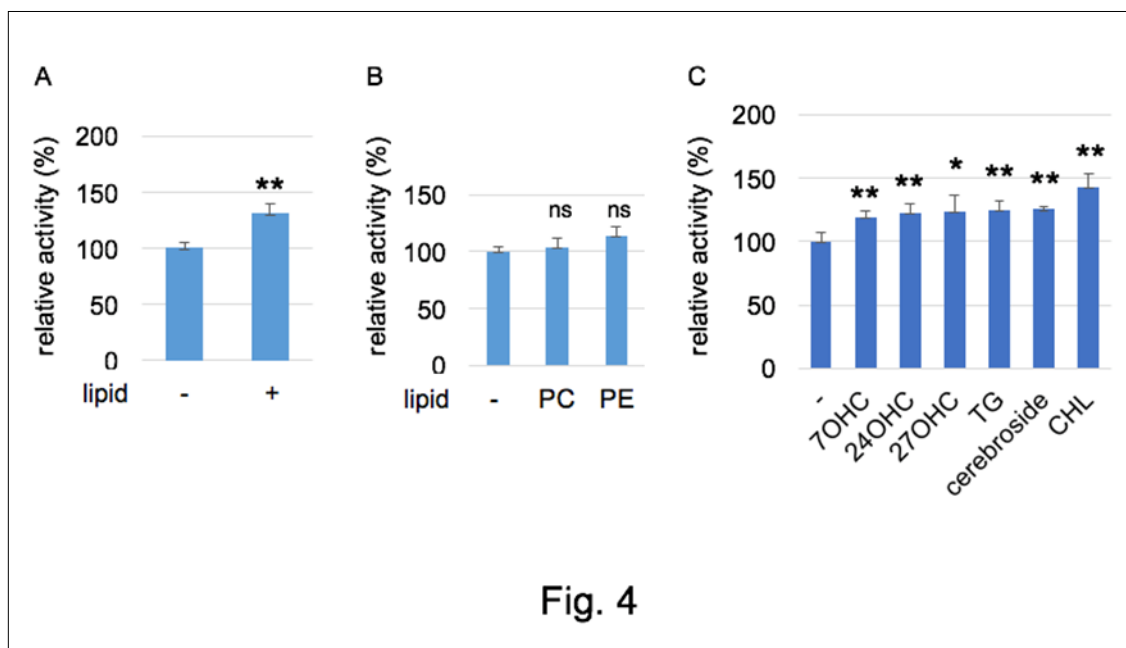 A
relative activity (%)
200
150
100
50
0
**
lipid - +
B
relative activity (%)
150
100
50
0
ns ns
lipid - PC PE
C
relative activity (%)
200
150
100
50
0
** ** * ** ** **
- 7OHC 24OHC 27OHC TG cerebroside CHL
Fig. 4